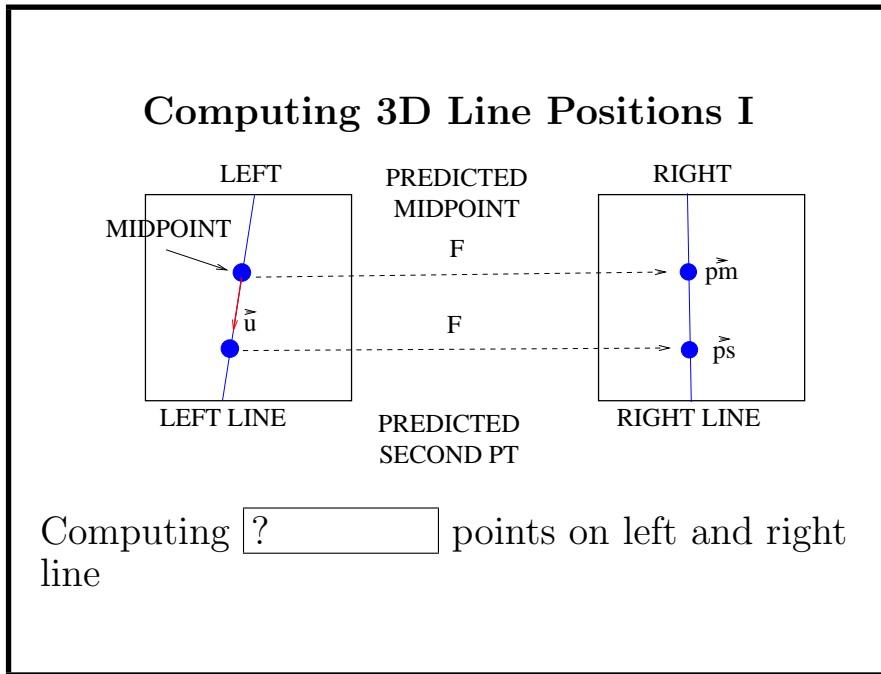 Computing 3D Line Positions I
LEFT
PREDICTED
MIDPOINT
RIGHT
MIDPOINT
F
pm
u
F
ps
LEFT LINE
PREDICTED
SECOND PT
RIGHT LINE
Computing ? points on left and right
line